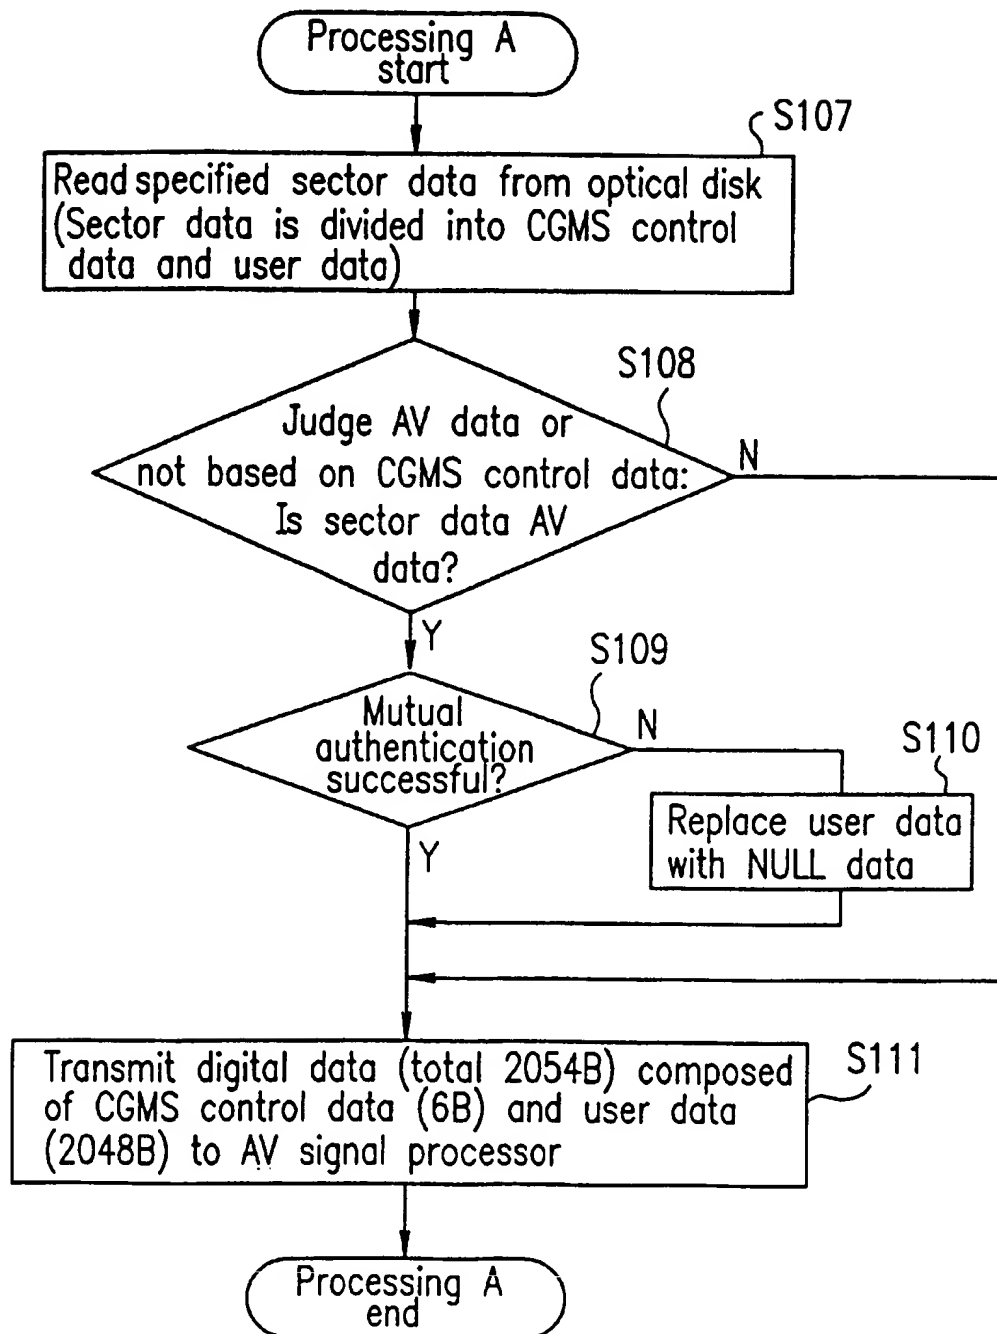 Processing A
start
S107
Read specified sector data from optical disk
(Sector data is divided into CGMS control
data and user data)
S108
Judge AV data or
not based on CGMS control data:
Is sector data AV
data?
N
Y
S109
Mutual
authentication
successful?
N
S110
Replace user data
with NULL data
Y
S111
Transmit digital data (total 2054B) composed
of CGMS control data (6B) and user data
(2048B) to AV signal processor
Processing A
end